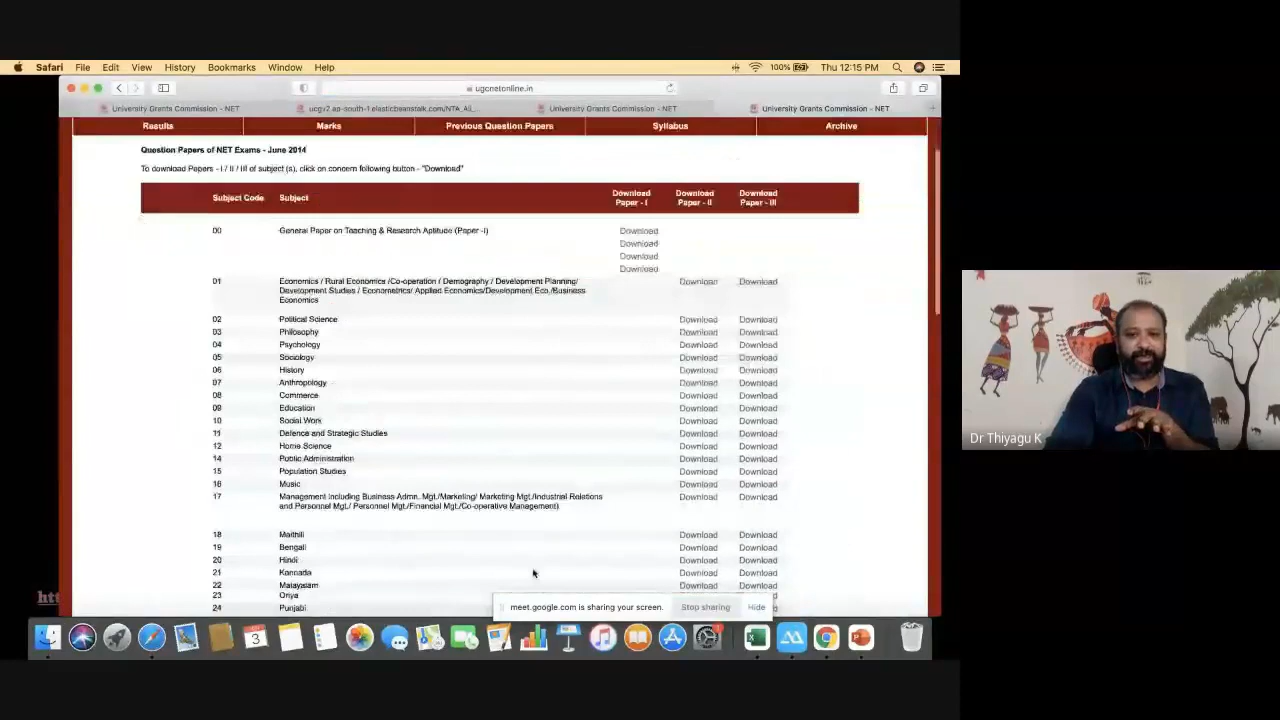 Safari File Edit View History Bookmarks Window Help 100% Thu 12:15 PM
ugcnetonline.in
University Grants Commission - NET ucgv2.ap-south-1.elasticbeanstalk.com/NTA_All_... University Grants Commission - NET University Grants Commission - NET
Results Marks Previous Question Papers Syllabus Archive
Question Papers of NET Exams - June 2014
To download Papers - I / II / III of subject (s), click on concern following button - "Download"
Subject Code Subject Download Paper - I Download Paper - II Download Paper - III
00 General Paper on Teaching & Research Aptitude (Paper -I) Download
Download
Download
Download
01 Economics / Rural Economics /Co-operation / Demography / Development Planning/ Download Download
Development Studies / Econometrics/ Applied Economics/Development Eco./Business
Economics
02 Political Science Download Download
03 Philosophy Download Download
04 Psychology Download Download
05 Sociology Download Download
06 History Download Download
07 Anthropology Download Download
08 Commerce Download Download
09 Education Download Download
10 Social Work Download Download
11 Defence and Strategic Studies Download Download
12 Home Science Download Download
14 Public Administration Download Download
15 Population Studies Download Download
16 Music Download Download
17 Management Including Business Admn. Mgt./Marketing/ Marketing Mgt./Industrial Relations Download Download
and Personnel Mgt./ Personnel Mgt./Financial Mgt./Co-operative Management)
18 Maithili Download Download
19 Bengali Download Download
20 Hindi Download Download
21 Kannada Download Download
22 Malayalam Download Download
23 Oriya
24 Punjabi
meet.google.com is sharing your screen. Stop sharing Hide
Dr Thiyagu K